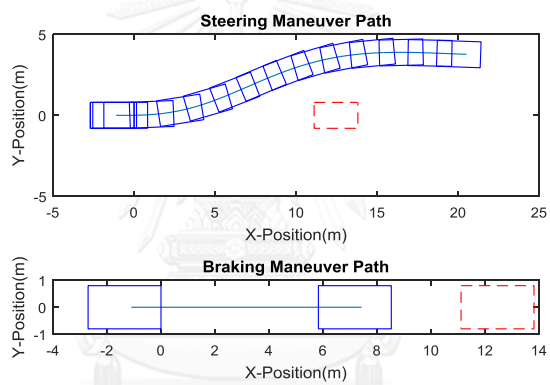 Steering Maneuver Path
5
0
-5
Y-Position(m)
-5 0 5 10 15 20 25
X-Position(m)
Braking Maneuver Path
1
0
-1
Y-Position(m)
-4 -2 0 2 4 6 8 10 12 14
X-Position(m)